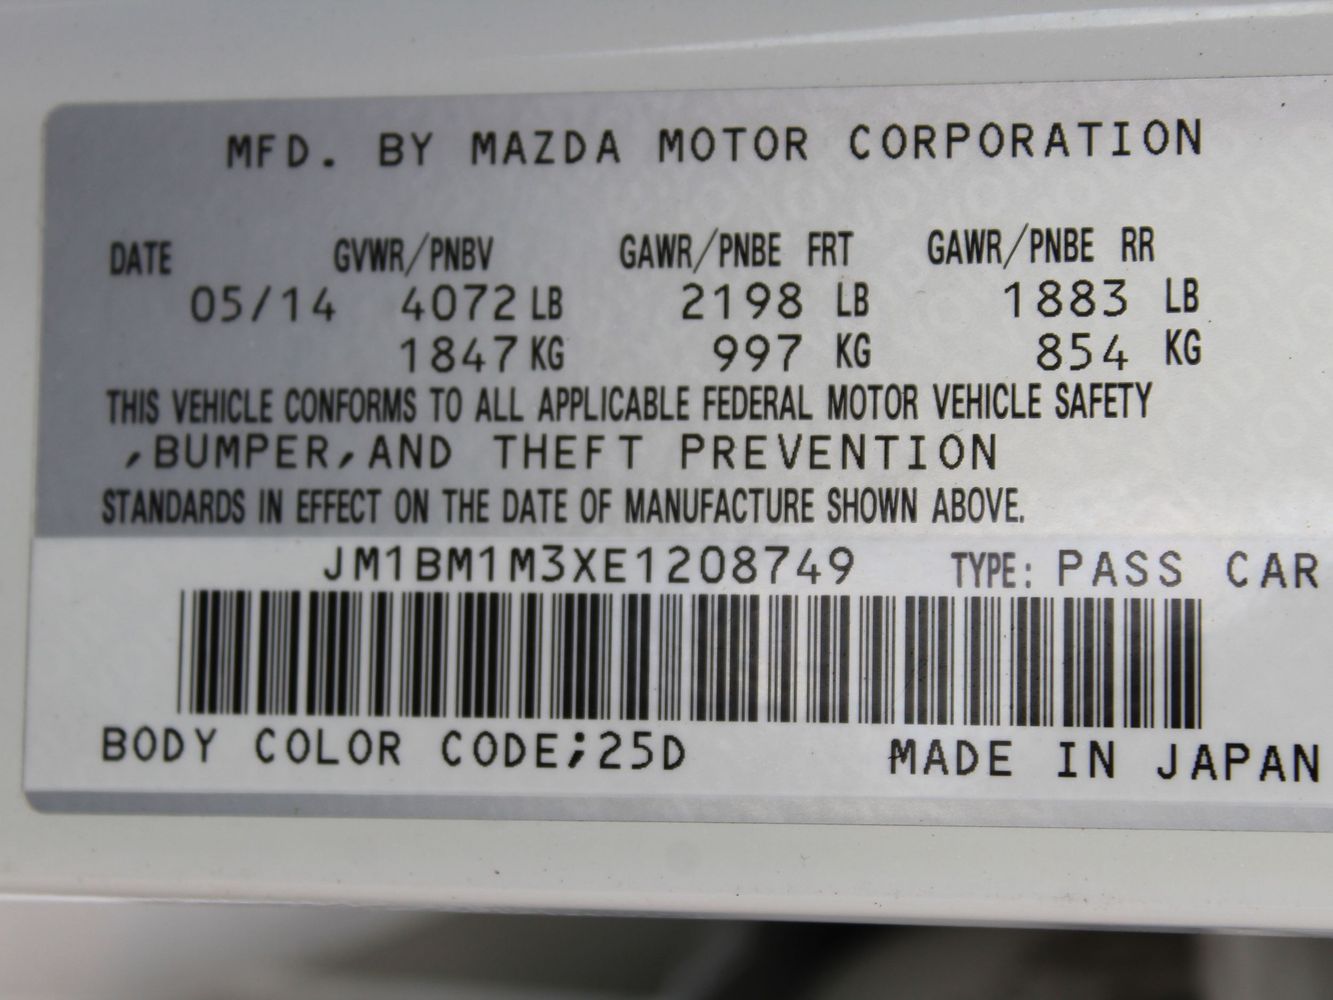 MFD. BY MAZDA MOTOR CORPORATION
DATE GVWR/PNBV GAWR/PNBE FRT GAWR/PNBE RR
05/14 4072 LB 2198 LB 1883 LB
1847 KG 997 KG 854 KG
THIS VEHICLE CONFORMS TO ALL APPLICABLE FEDERAL MOTOR VEHICLE SAFETY
,BUMPER,AND THEFT PREVENTION
STANDARDS IN EFFECT ON THE DATE OF MANUFACTURE SHOWN ABOVE.
JM1BM1M3XE1208749 TYPE: PASS CAR
BODY COLOR CODE;25D MADE IN JAPAN